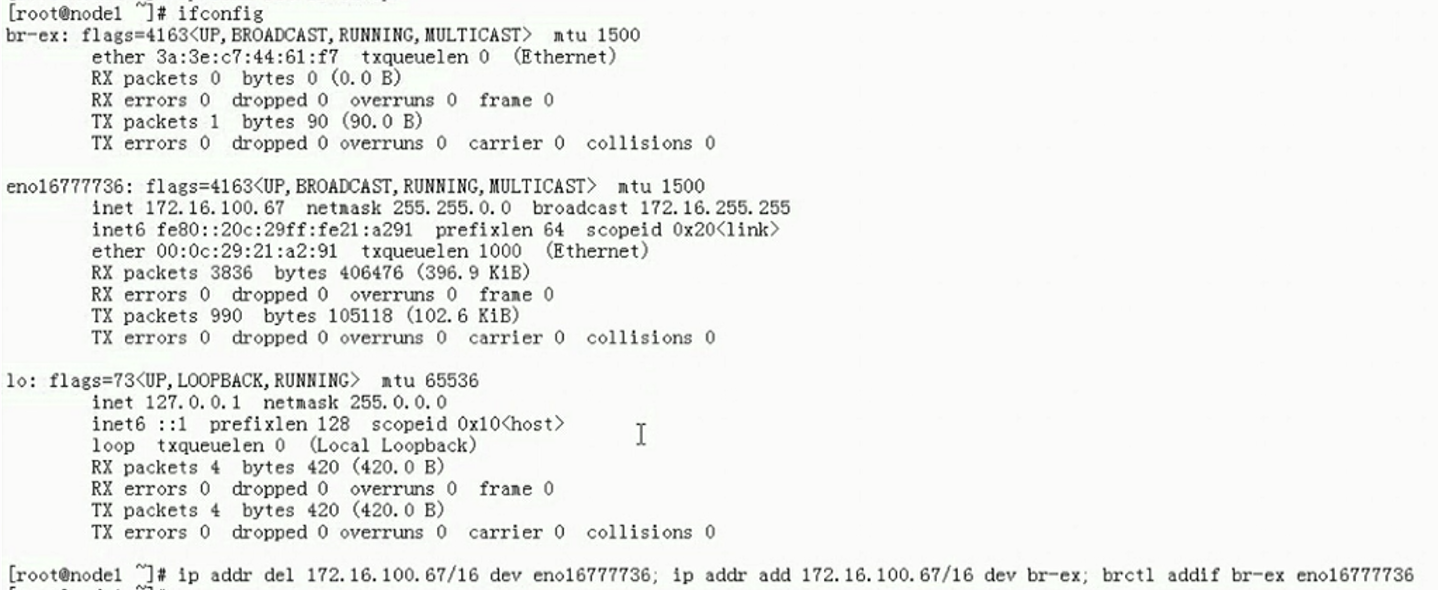 [root@node1 ~]# ifconfig
br-ex: flags=4163<UP,BROADCAST,RUNNING,MULTICAST>  mtu 1500
        ether 3a:3e:c7:44:61:f7  txqueuelen 0  (Ethernet)
        RX packets 0  bytes 0 (0.0 B)
        RX errors 0  dropped 0  overruns 0  frame 0
        TX packets 1  bytes 90 (90.0 B)
        TX errors 0  dropped 0 overruns 0  carrier 0  collisions 0

eno16777736: flags=4163<UP,BROADCAST,RUNNING,MULTICAST>  mtu 1500
        inet 172.16.100.67  netmask 255.255.0.0  broadcast 172.16.255.255
        inet6 fe80::20c:29ff:fe21:a291  prefixlen 64  scopeid 0x20<link>
        ether 00:0c:29:21:a2:91  txqueuelen 1000  (Ethernet)
        RX packets 3836  bytes 406476 (396.9 KiB)
        RX errors 0  dropped 0  overruns 0  frame 0
        TX packets 990  bytes 105118 (102.6 KiB)
        TX errors 0  dropped 0 overruns 0  carrier 0  collisions 0

lo: flags=73<UP,LOOPBACK,RUNNING>  mtu 65536
        inet 127.0.0.1  netmask 255.0.0.0
        inet6 ::1  prefixlen 128  scopeid 0x10<host>
        loop  txqueuelen 0  (Local Loopback)
        RX packets 4  bytes 420 (420.0 B)
        RX errors 0  dropped 0  overruns 0  frame 0
        TX packets 4  bytes 420 (420.0 B)
        TX errors 0  dropped 0 overruns 0  carrier 0  collisions 0

[root@node1 ~]# ip addr del 172.16.100.67/16 dev eno16777736; ip addr add 172.16.100.67/16 dev br-ex; brctl addif br-ex eno16777736